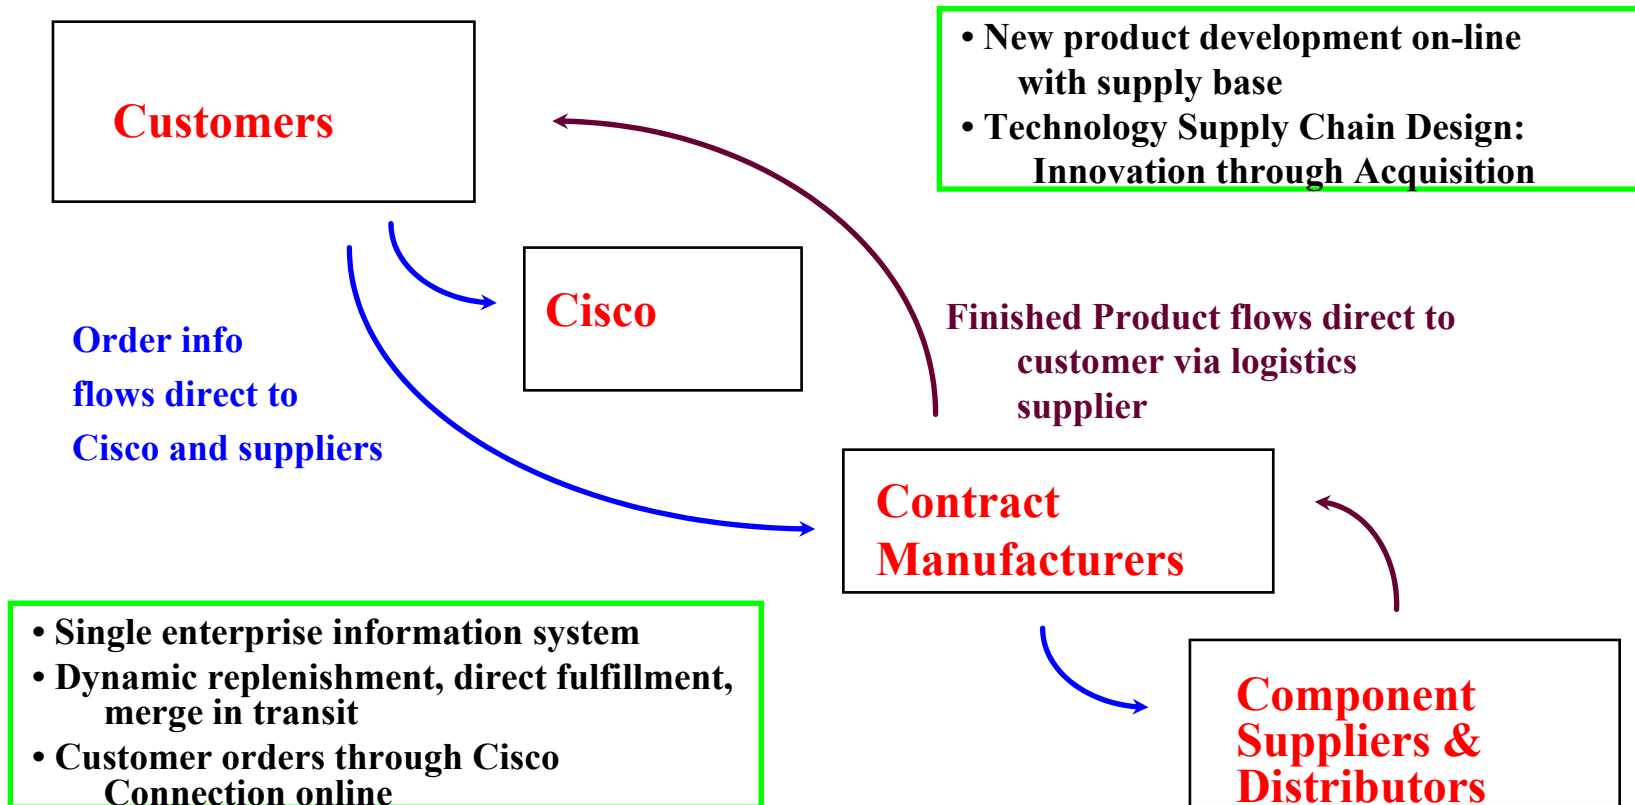 Customers
• New product development on-line
with supply base
• Technology Supply Chain Design:
Innovation through Acquisition
Cisco
Order info
flows direct to
Cisco and suppliers
Finished Product flows direct to
customer via logistics
supplier
Contract
Manufacturers
• Single enterprise information system
• Dynamic replenishment, direct fulfillment,
merge in transit
• Customer orders through Cisco
Connection online
Component
Suppliers &
Distributors